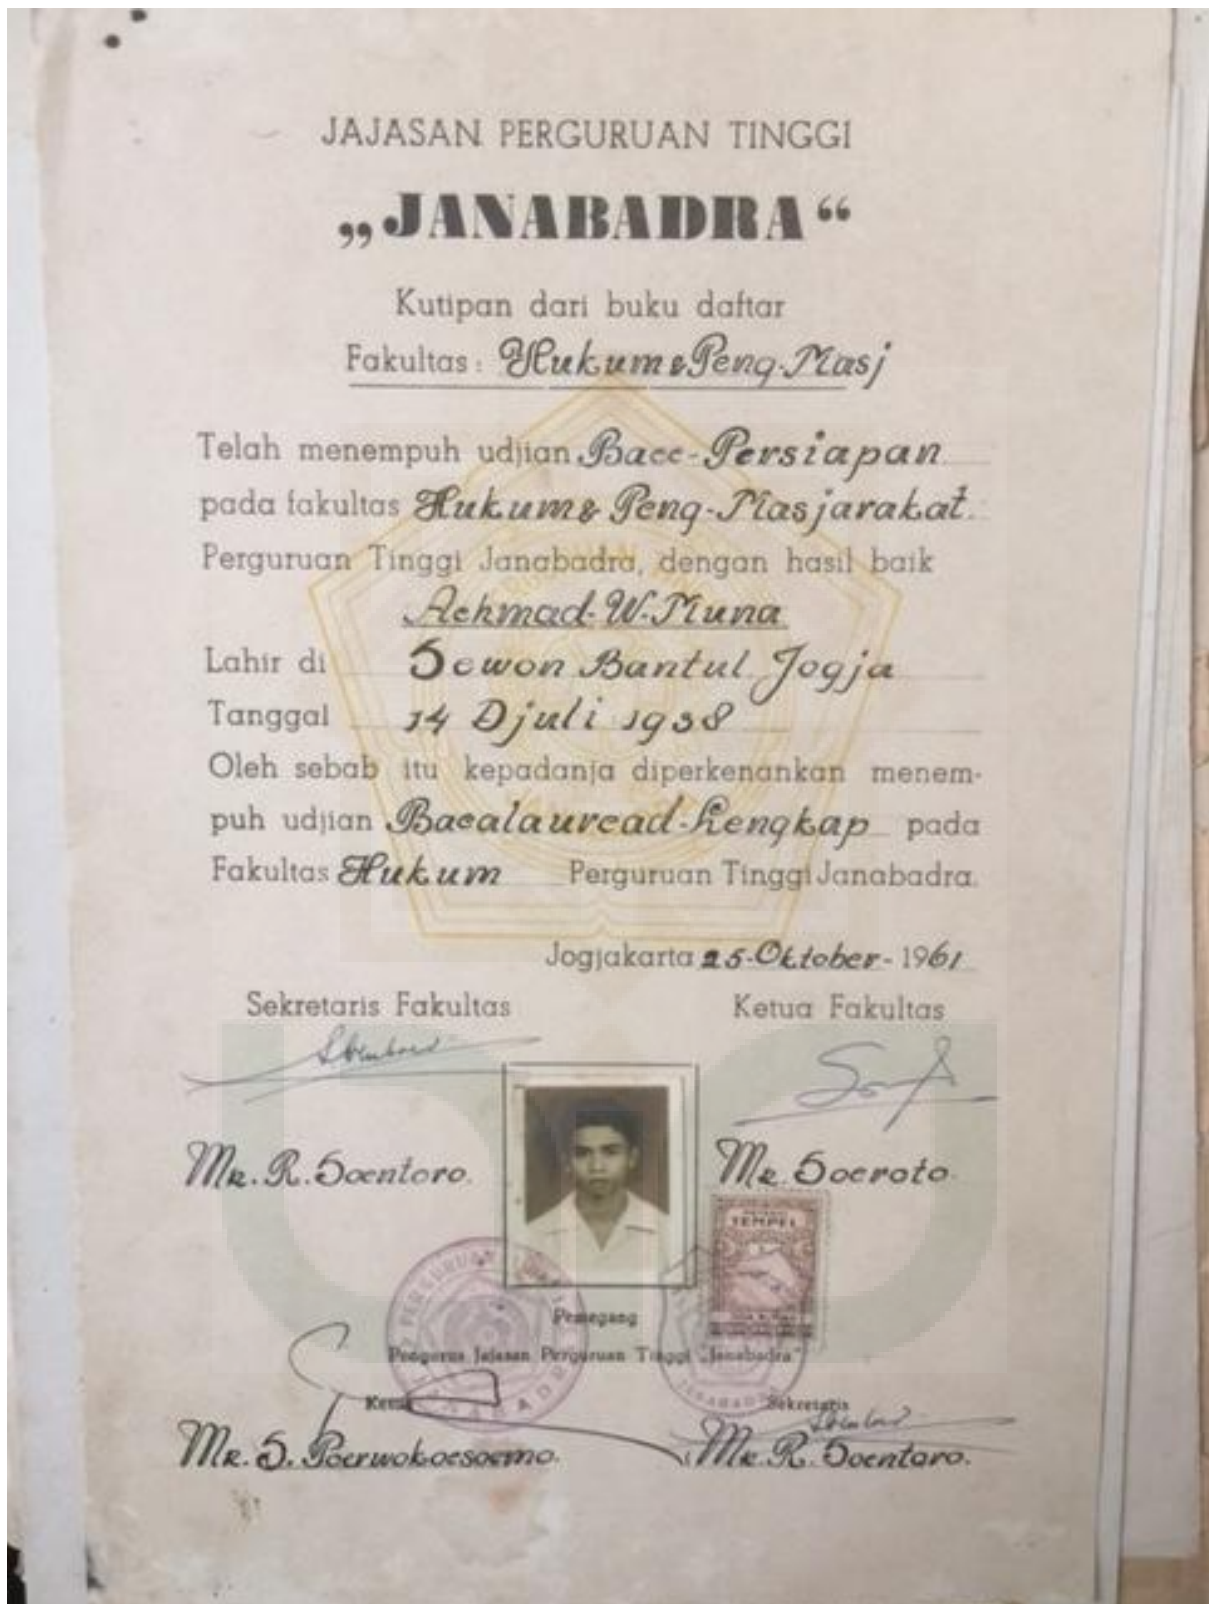 JAJASAN PERGURUAN TINGGI
„JANABADRA“
Kutipan dari buku daftar
Fakultas: Hukum & Peng. Masj
Telah menempuh udjian Bacc-Persiapan
pada fakultas Hukum & Peng-Masjarakat.
Perguruan Tinggi Janabadra, dengan hasil baik
Achmad. W. Muna
Lahir di Sewon Bantul Jogja
Tanggal 14 Djuli 1938
Oleh sebab itu kepadanja diperkenankan menem-
puh udjian Bacalauread-Lengkap pada
Fakultas Hukum Perguruan Tinggi Janabadra.
Jogjakarta 25-Oktober-1961
Sekretaris Fakultas Ketua Fakultas
Mr. R. Soentoro. Mr. Soeroto.
TEMPEL
PERGURUAN TINGGI
JANABADRA
Pemegang
Pengurus Jajasan Perguruan Tinggi „Janabadra“
Ketua Sekretaris
Mr. S. Poerwokoesoemo. Mr. R. Soentoro.